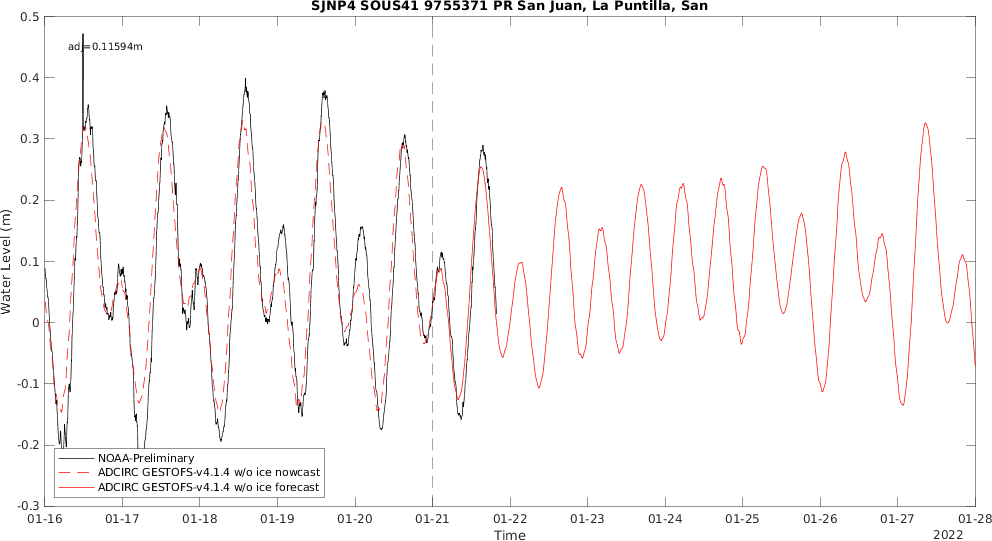 SJNP4 SOUS41 9755371 PR San Juan, La Puntilla, San
0.5
0.4
0.3
0.2
0.1
0
-0.1
-0.2
-0.3
Water Level (m)
adj=0.11594m
NOAA-Preliminary
ADCIRC GESTOFS-v4.1.4 w/o ice nowcast
ADCIRC GESTOFS-v4.1.4 w/o ice forecast
01-16 01-17 01-18 01-19 01-20 01-21 01-22 01-23 01-24 01-25 01-26 01-27 01-28
Time
2022